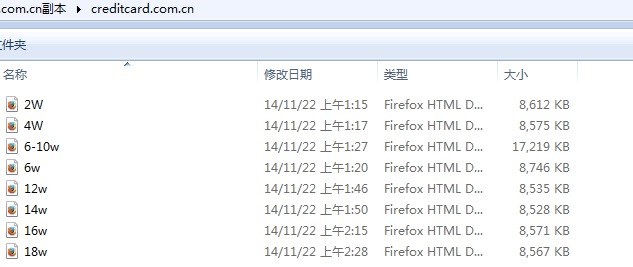 .com.cn副本 ▸ creditcard.com.cn
文件夹
名称 修改日期 类型 大小
2W 14/11/22 上午1:15 Firefox HTML D... 8,612 KB
4W 14/11/22 上午1:17 Firefox HTML D... 8,575 KB
6-10w 14/11/22 上午1:27 Firefox HTML D... 17,219 KB
6w 14/11/22 上午1:20 Firefox HTML D... 8,746 KB
12w 14/11/22 上午1:46 Firefox HTML D... 8,535 KB
14w 14/11/22 上午1:50 Firefox HTML D... 8,528 KB
16w 14/11/22 上午2:15 Firefox HTML D... 8,571 KB
18w 14/11/22 上午2:28 Firefox HTML D... 8,567 KB